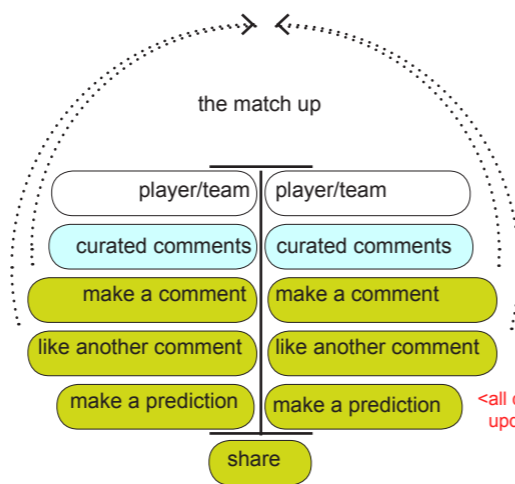 the match up
player/team player/team
curated comments curated comments
make a comment make a comment
like another comment like another comment
make a prediction make a prediction
<all
share